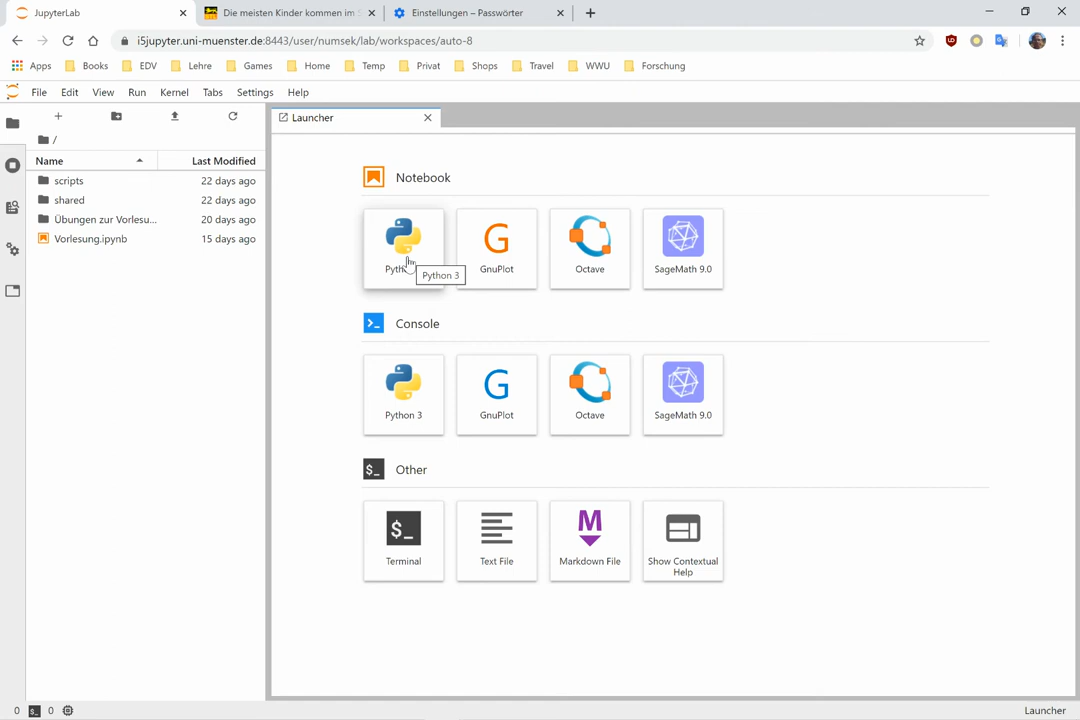 JupyterLab
Die meisten Kinder kommen im S
Einstellungen – Passwörter
i5jupyter.uni-muenster.de:8443/user/numsek/lab/workspaces/auto-8
Apps Books EDV Lehre Games Home Temp Privat Shops Travel WWU Forschung
File Edit View Run Kernel Tabs Settings Help
Launcher
/
Name Last Modified
scripts 22 days ago
shared 22 days ago
Übungen zur Vorlesu... 20 days ago
Vorlesung.ipynb 15 days ago
Notebook
Pyth
GnuPlot
Octave
SageMath 9.0
Python 3
Console
Python 3
GnuPlot
Octave
SageMath 9.0
$_ Other
$_
Terminal
Text File
M
Markdown File
Show Contextual
Help
0 $_ 0
Launcher